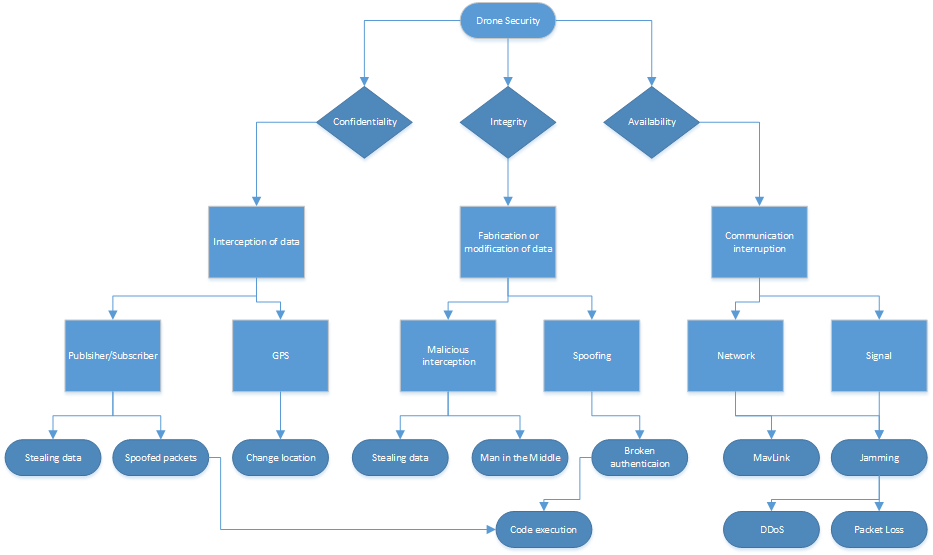 Drone Security
Confidentiality
Integrity
Availability
Interception of data
Fabrication or
modification of data
Communication
interruption
Publsiher/Subscriber
GPS
Malicious
interception
Spoofing
Network
Signal
Stealing data
Spoofed packets
Change location
Stealing data
Man in the Middle
Broken
authenticaion
MavLink
Jamming
Code execution
DDoS
Packet Loss